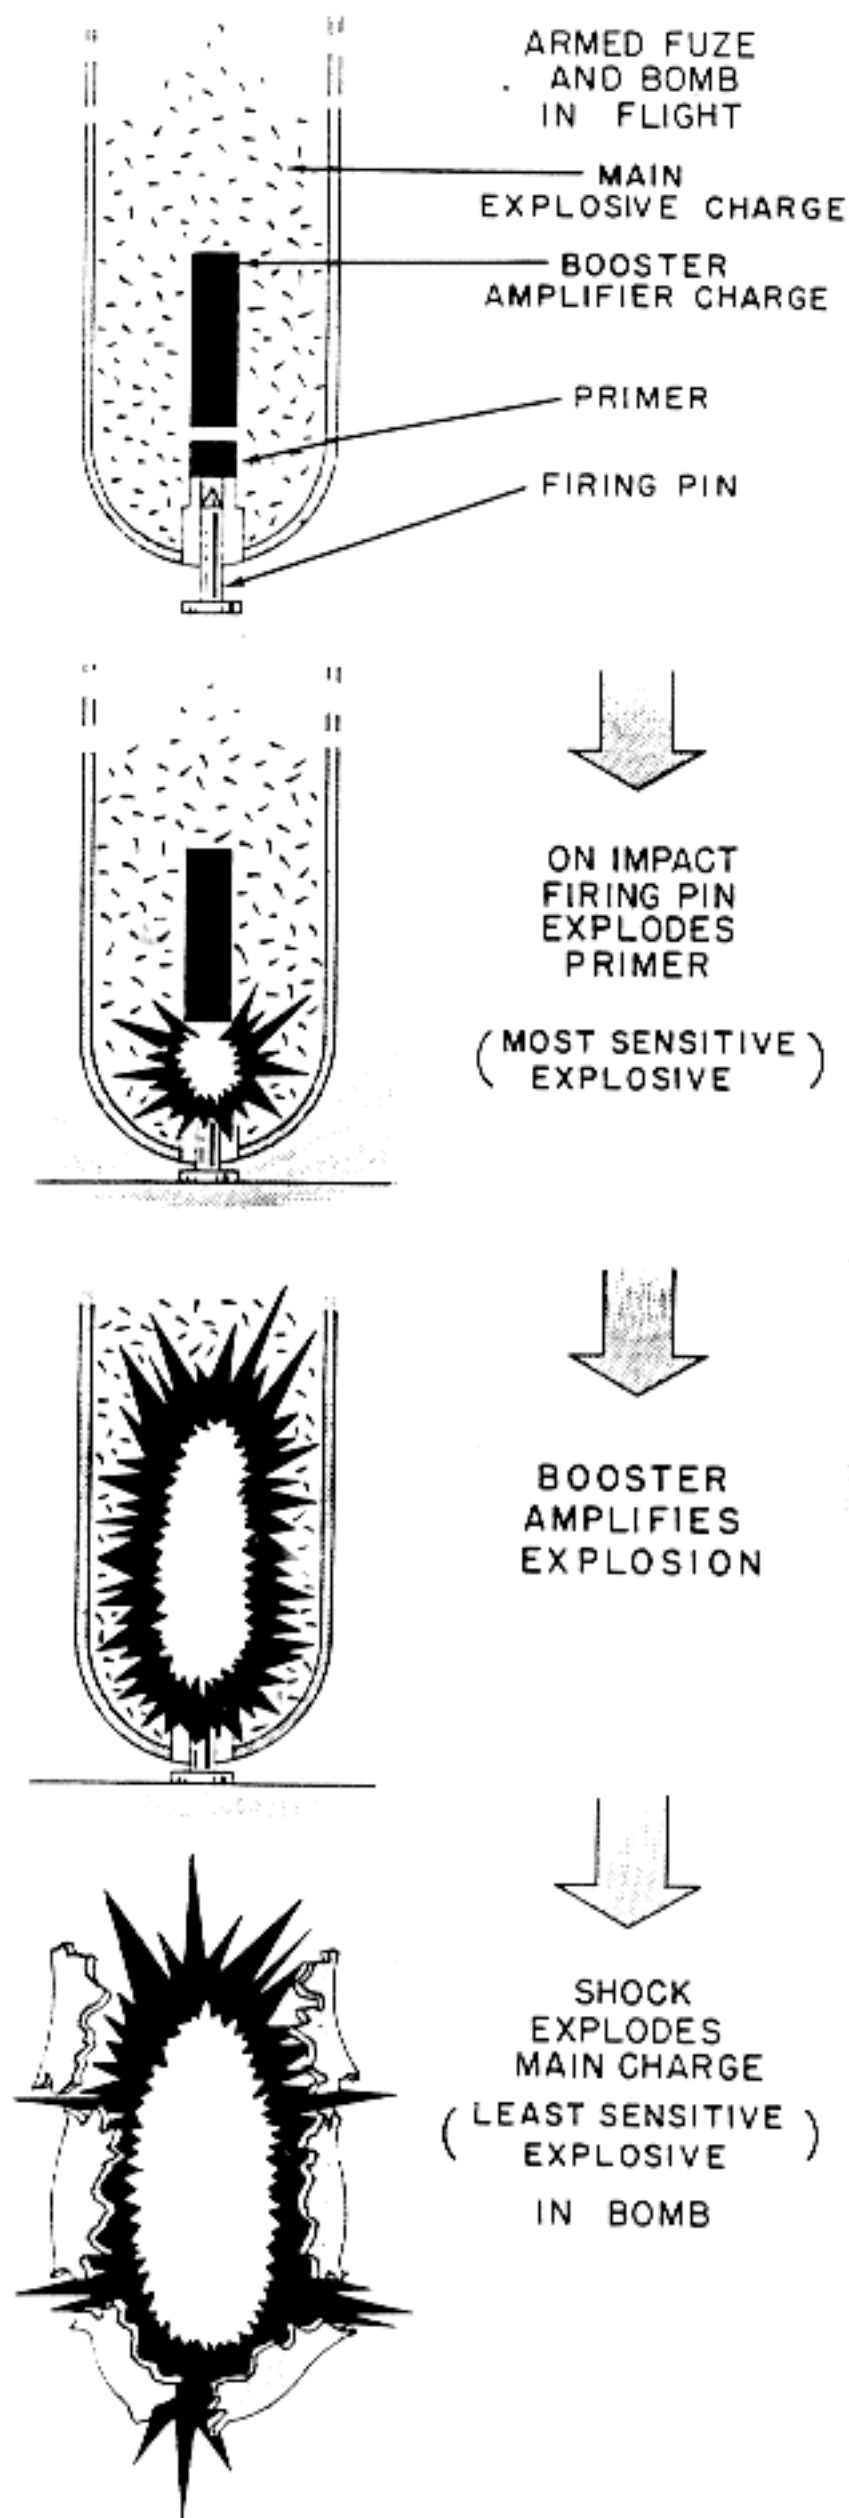 ARMED FUZE
AND BOMB
IN FLIGHT
MAIN
EXPLOSIVE CHARGE
BOOSTER
AMPLIFIER CHARGE
PRIMER
FIRING PIN
ON IMPACT
FIRING PIN
EXPLODES
PRIMER
(MOST SENSITIVE
EXPLOSIVE)
BOOSTER
AMPLIFIES
EXPLOSION
SHOCK
EXPLODES
MAIN CHARGE
(LEAST SENSITIVE
EXPLOSIVE)
IN BOMB